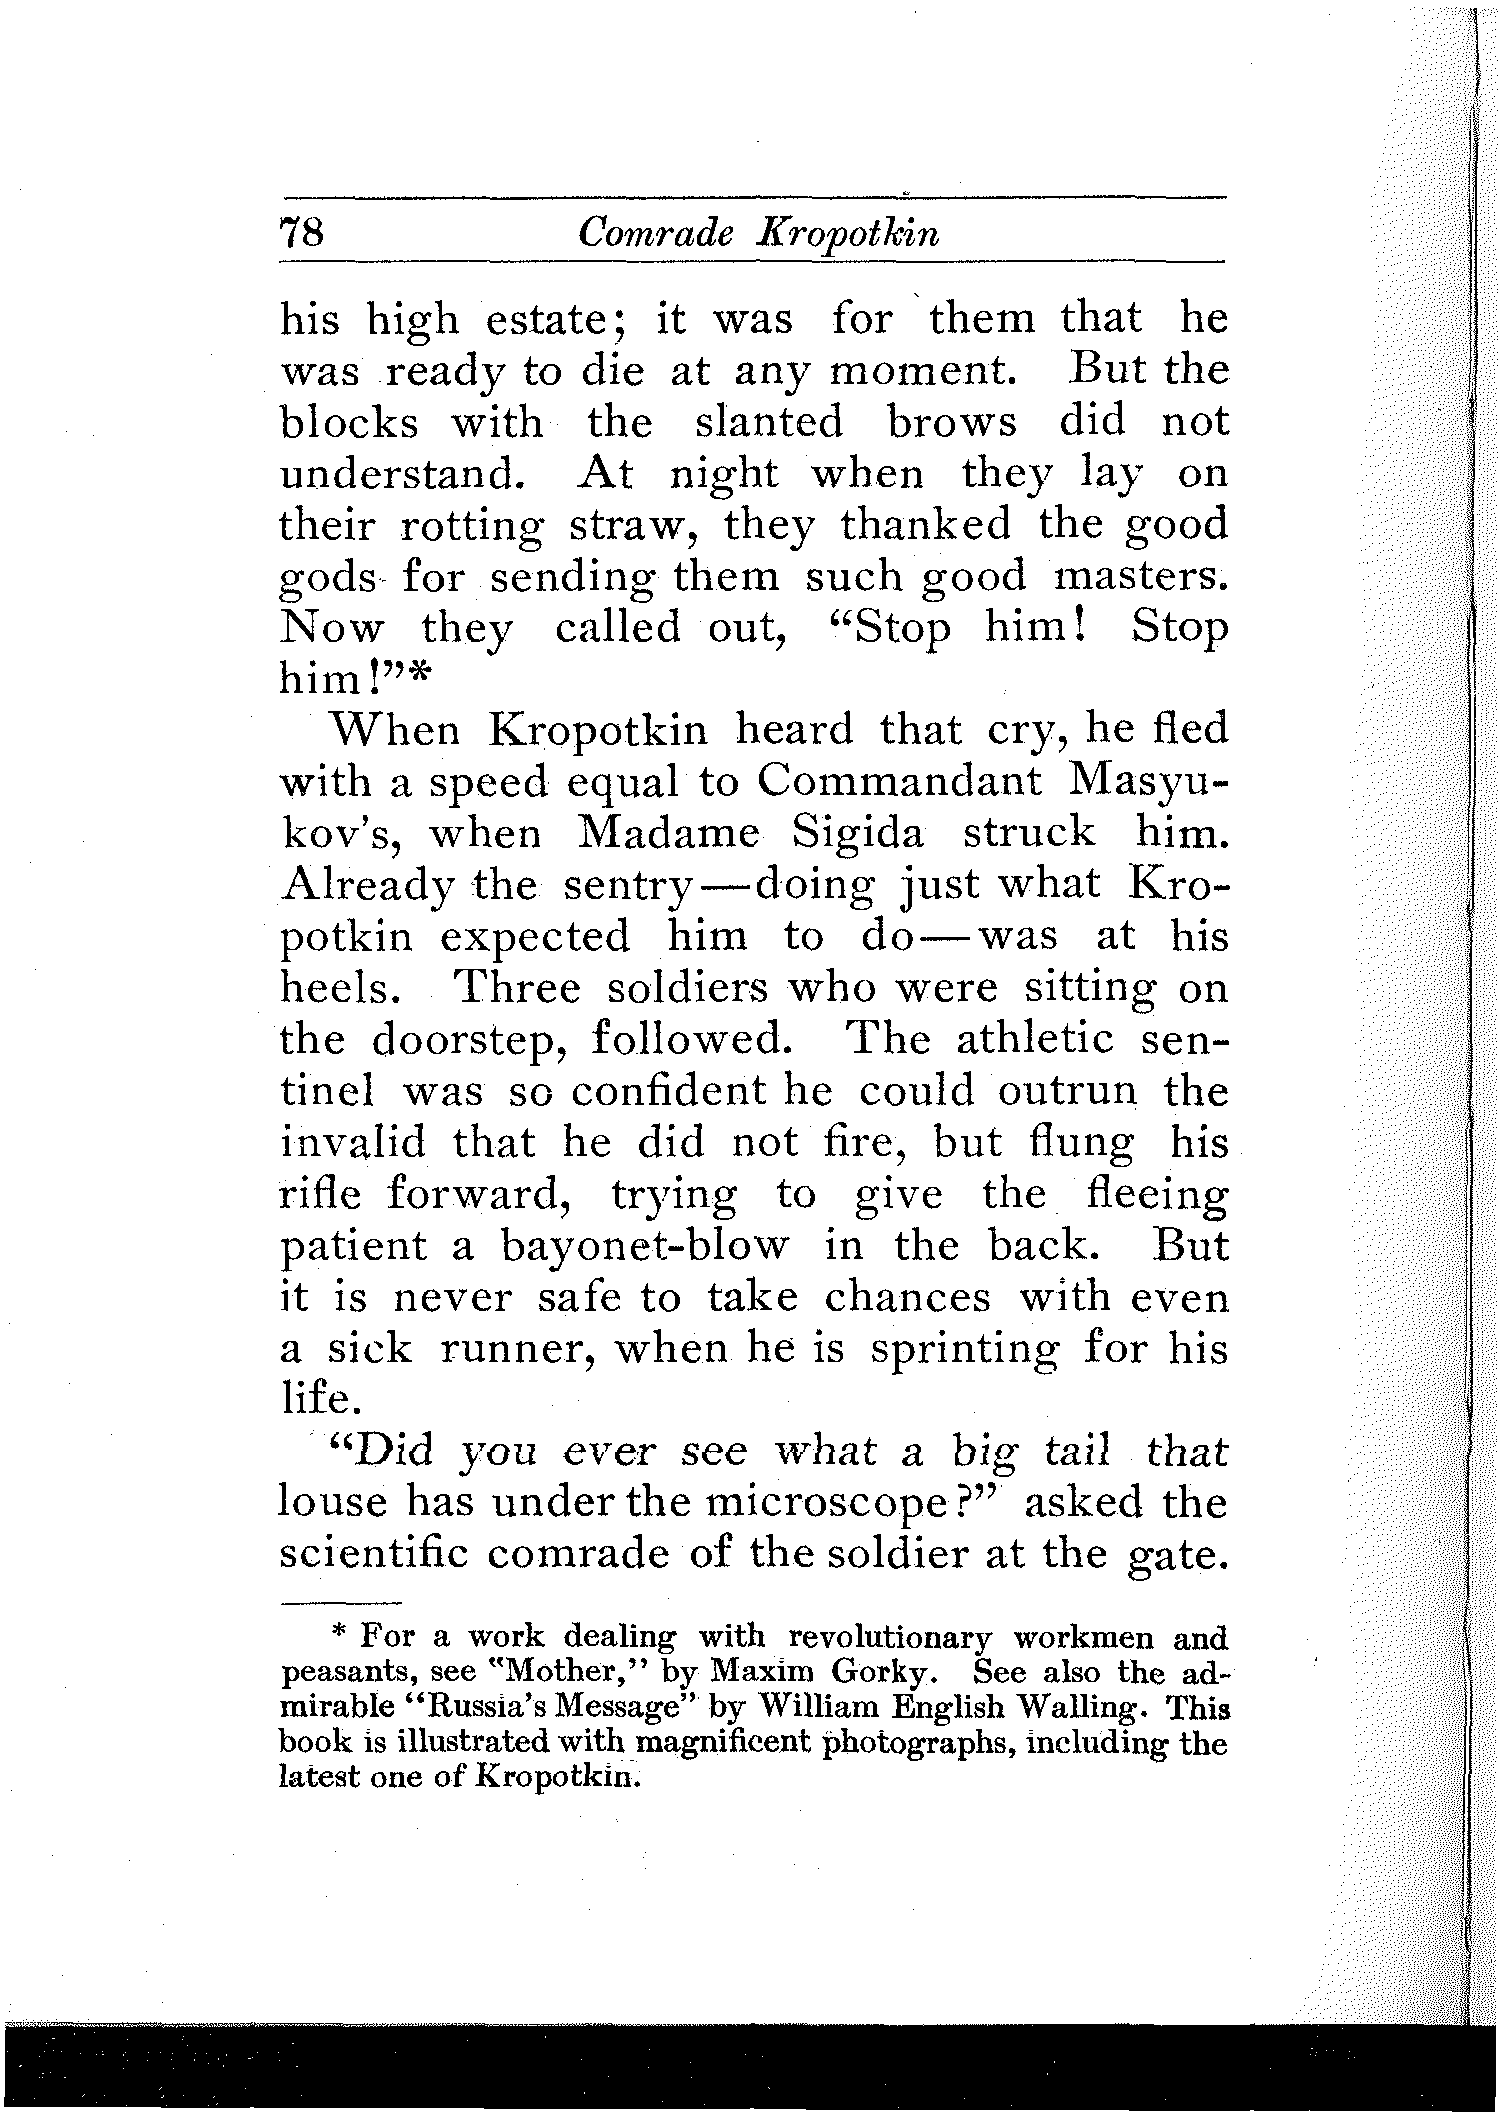 78 Comrade Kropotkin
his high estate; it was for them that he
was ready to die at any moment. But the
blocks with the slanted brows did not
understand. At night when they lay on
their rotting straw, they thanked the good
gods for sending them such good masters.
Now they called out, “Stop him! Stop
him!”*
When Kropotkin heard that cry, he fled
with a speed equal to Commandant Masyu-
kov's, when Madame Sigida struck him.
Already the sentry—doing just what Kro-
potkin expected him to do—was at his
heels. Three soldiers who were sitting on
the doorstep, followed. The athletic sen-
tinel was so confident he could outrun the
invalid that he did not fire, but flung his
rifle forward, trying to give the fleeing
patient a bayonet-blow in the back. But
it is never safe to take chances with even
a sick runner, when he is sprinting for his
life.
“Did you ever see what a big tail that
louse has under the microscope?” asked the
scientific comrade of the soldier at the gate.
* For a work dealing with revolutionary workmen and
peasants, see “Mother,” by Maxim Gorky. See also the ad-
mirable “Russia's Message” by William English Walling. This
book is illustrated with magnificent photographs, including the
latest one of Kropotkin.